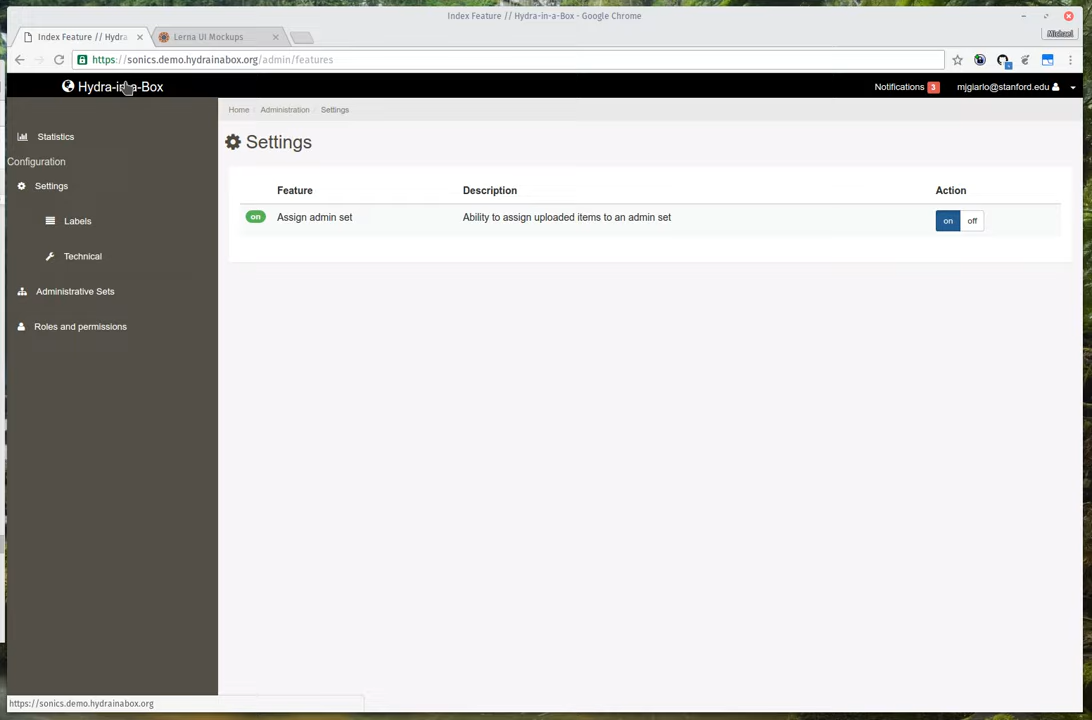 Index Feature // Hydra-in-a-Box - Google Chrome
Index Feature // Hydra
Lerna UI Mockups
Michael
https://sonics.demo.hydrainabox.org/admin/features
Hydra-in-a-Box
Notifications 3
mjgiarlo@stanford.edu
Home / Administration / Settings
Statistics
Configuration
Settings
Labels
Technical
Administrative Sets
Roles and permissions
Settings
Feature Description Action
on Assign admin set Ability to assign uploaded items to an admin set on off
https://sonics.demo.hydrainabox.org